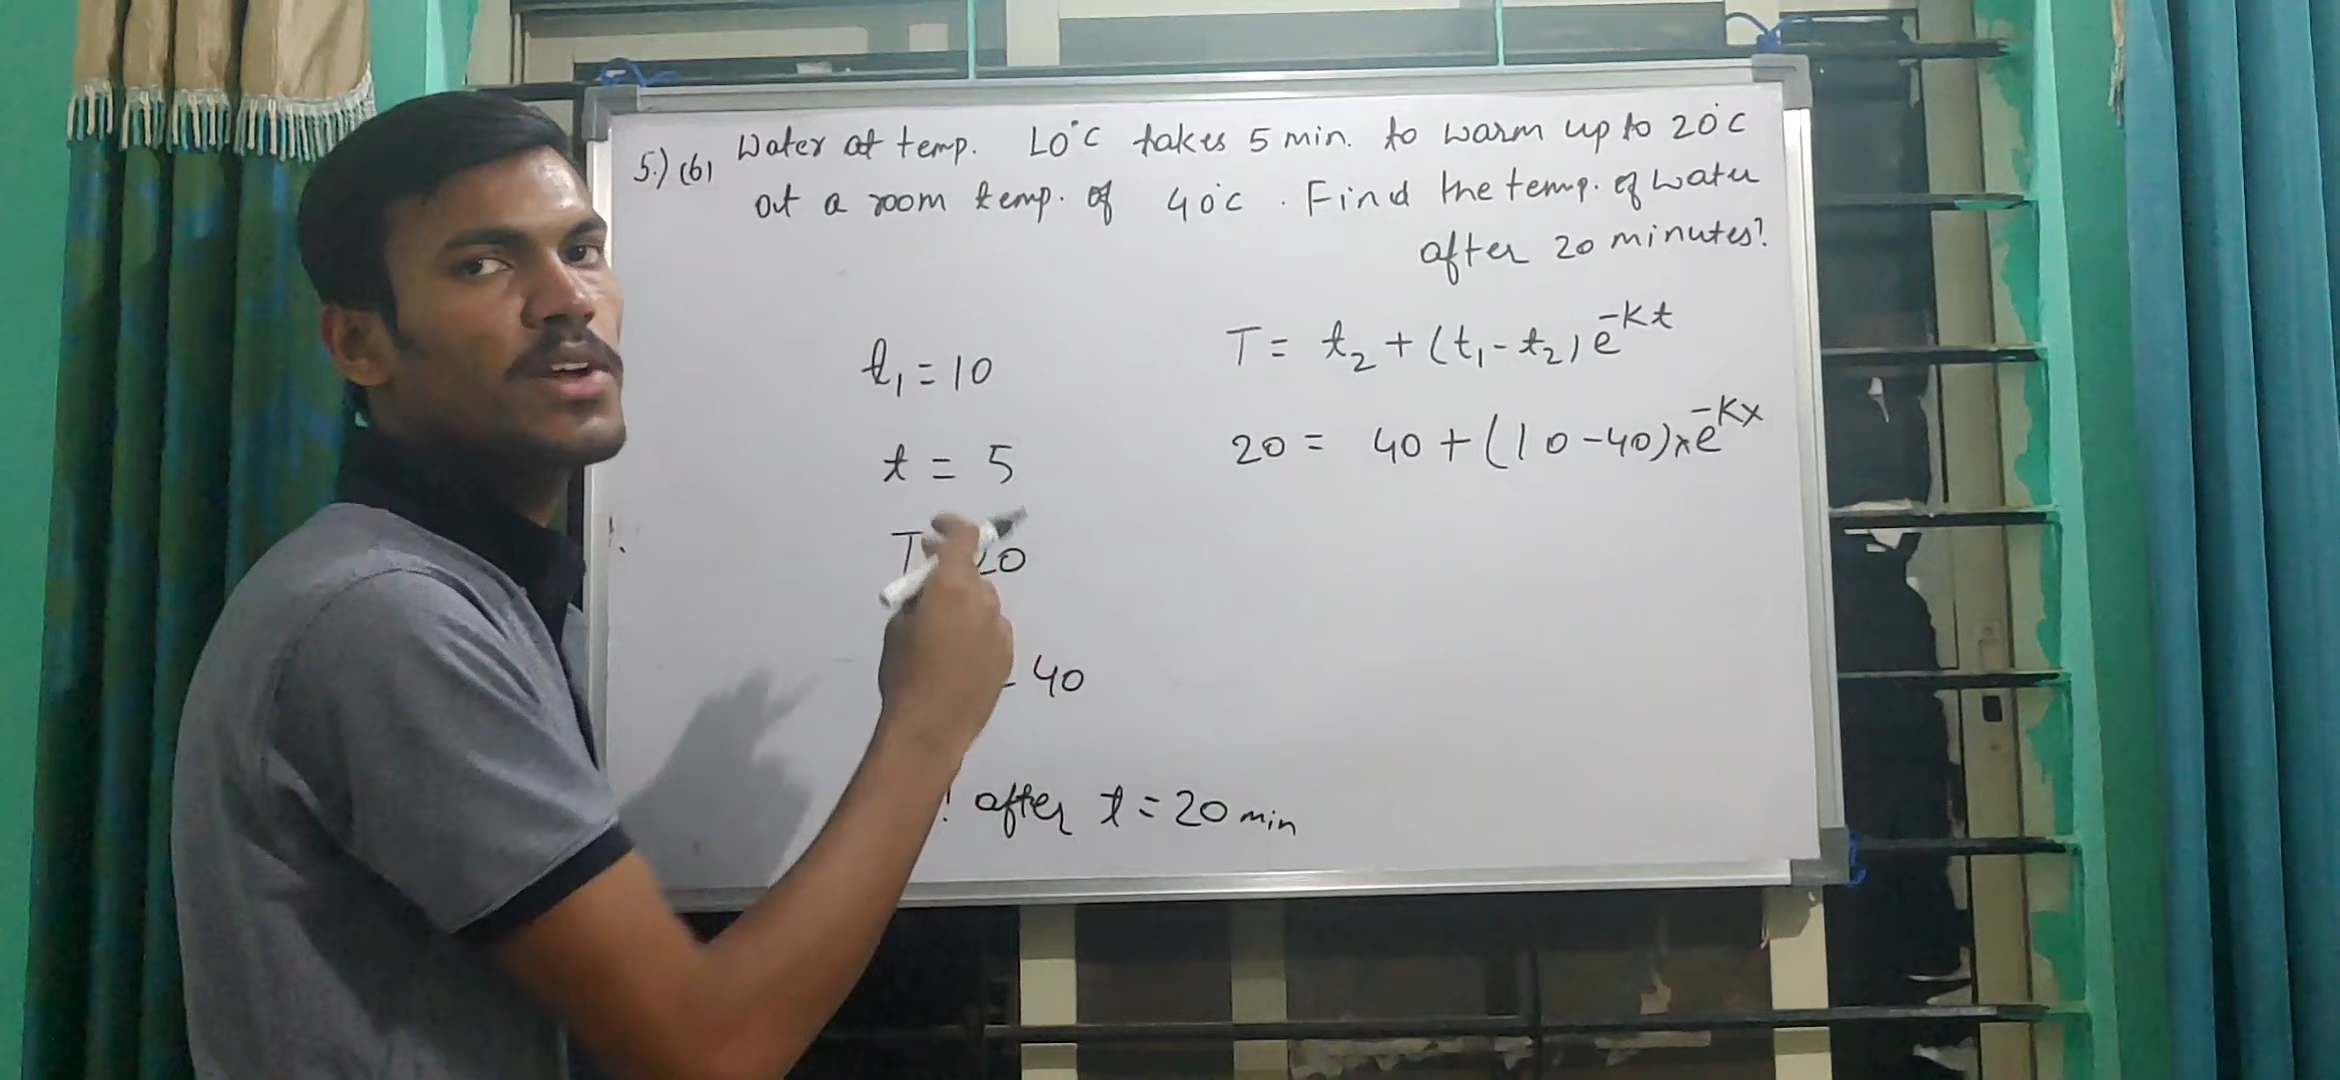 5.) (b) Water at temp. 10°C takes 5 min. to warm up to 20°C
at a room temp. of 40°C. Find the temp. of water
after 20 minutes?
t₁ = 10
T = t₂ + (t₁ - t₂) e^-Kt
t = 5
20 = 40 + (10 - 40) × e^-K×
T 20
- 40
! after t = 20 min